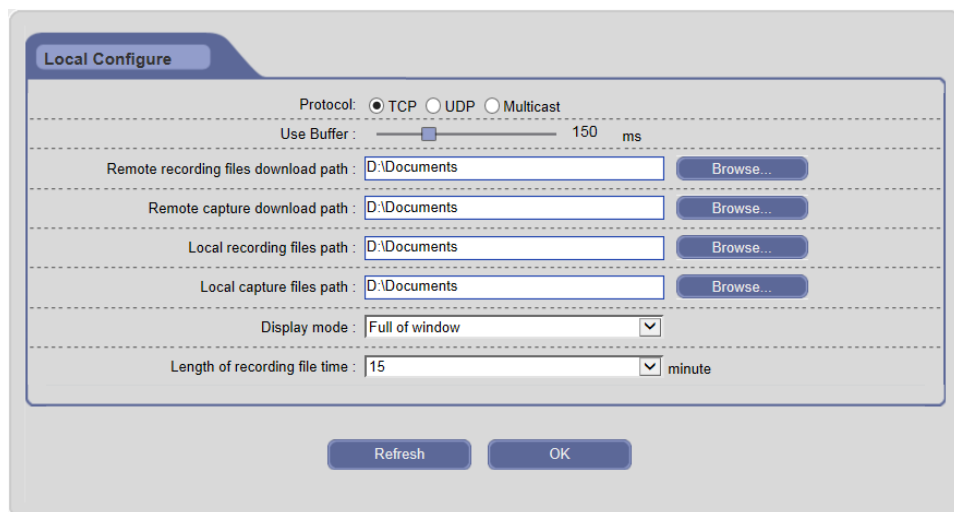 Local Configure
Protocol: TCP UDP Multicast
Use Buffer : 150 ms
Remote recording files download path : D:\Documents Browse...
Remote capture download path : D:\Documents Browse...
Local recording files path : D:\Documents Browse...
Local capture files path : D:\Documents Browse...
Display mode : Full of window
Length of recording file time : 15 minute
Refresh OK